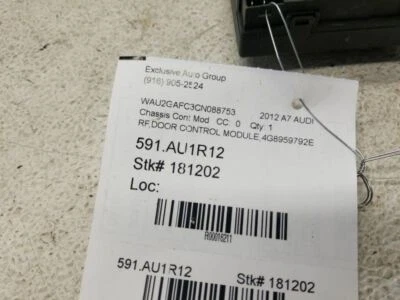 Exclusive Auto Group
(916) 905-2524
WAU2GAFC3CN088753 2012 A7 AUDI
Chassis Cont Mod CC: 0 Qty: 1
RF,DOOR CONTROL MODULE,4G8959792E
591.AU1R12
Stk# 181202
Loc:
H00018211
591.AU1R12 Stk# 181202